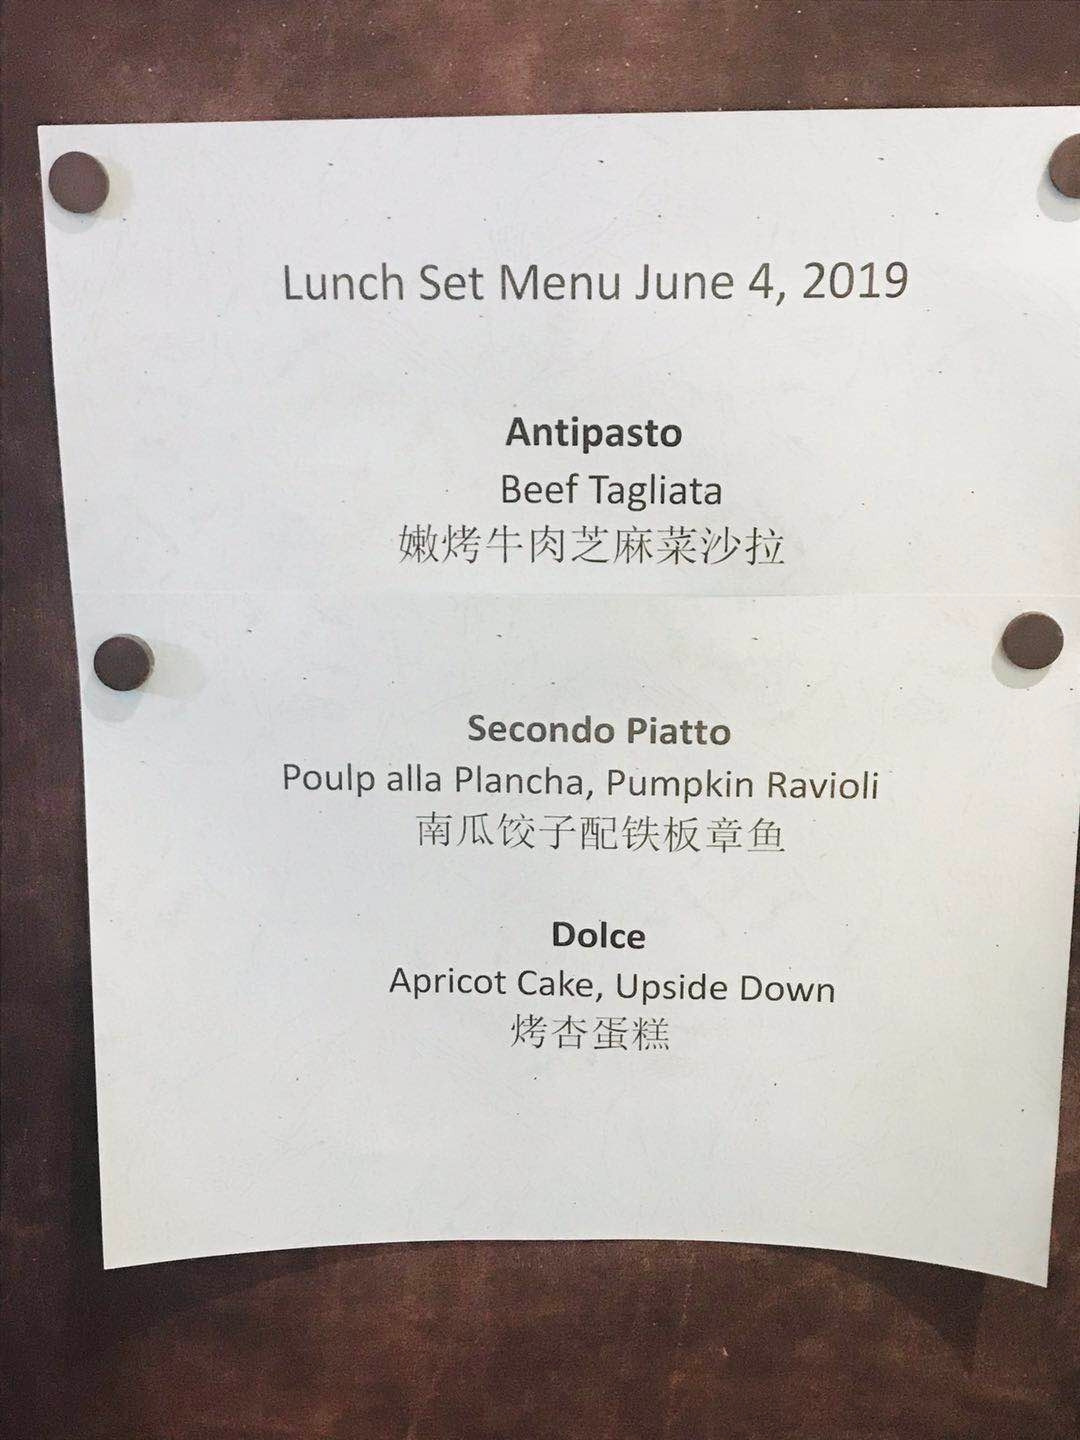 Lunch Set Menu June 4, 2019
Antipasto
Beef Tagliata
嫩烤牛肉芝麻菜沙拉
Secondo Piatto
Poulp alla Plancha, Pumpkin Ravioli
南瓜饺子配铁板章鱼
Dolce
Apricot Cake, Upside Down
烤杏蛋糕